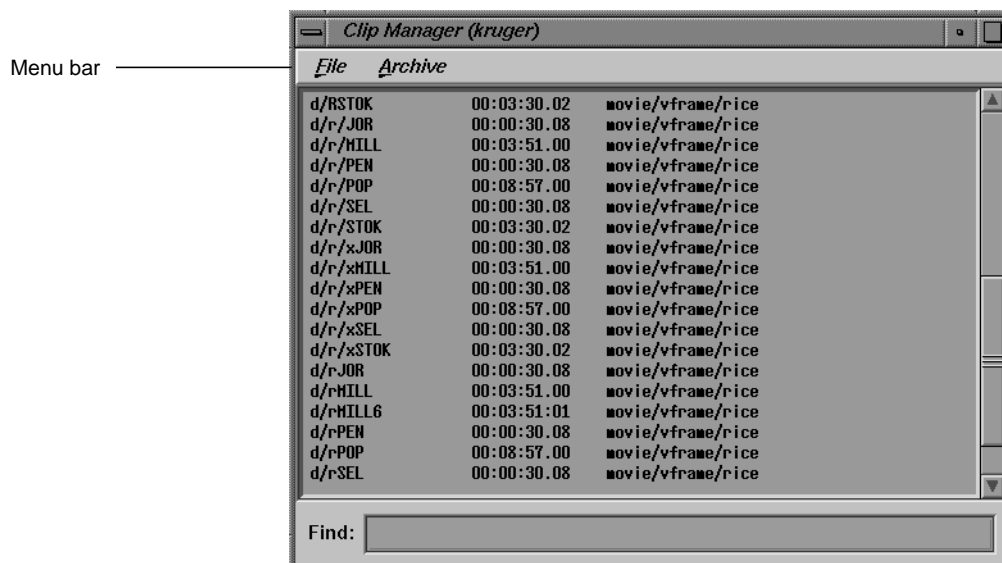 Clip Manager (kruger)
Menu bar
File Archive
d/RSTOK 00:03:30.02 movie/vframe/rice
d/r/JOR 00:00:30.08 movie/vframe/rice
d/r/MILL 00:03:51.00 movie/vframe/rice
d/r/PEN 00:00:30.08 movie/vframe/rice
d/r/POP 00:08:57.00 movie/vframe/rice
d/r/SEL 00:00:30.08 movie/vframe/rice
d/r/STOK 00:03:30.02 movie/vframe/rice
d/r/xJOR 00:00:30.08 movie/vframe/rice
d/r/xMILL 00:03:51.00 movie/vframe/rice
d/r/xPEN 00:00:30.08 movie/vframe/rice
d/r/xPOP 00:08:57.00 movie/vframe/rice
d/r/xSEL 00:00:30.08 movie/vframe/rice
d/r/xSTOK 00:03:30.02 movie/vframe/rice
d/rJOR 00:00:30.08 movie/vframe/rice
d/rMILL 00:03:51.00 movie/vframe/rice
d/rMILL6 00:03:51:01 movie/vframe/rice
d/rPEN 00:00:30.08 movie/vframe/rice
d/rPOP 00:08:57.00 movie/vframe/rice
d/rSEL 00:00:30.08 movie/vframe/rice
Find: